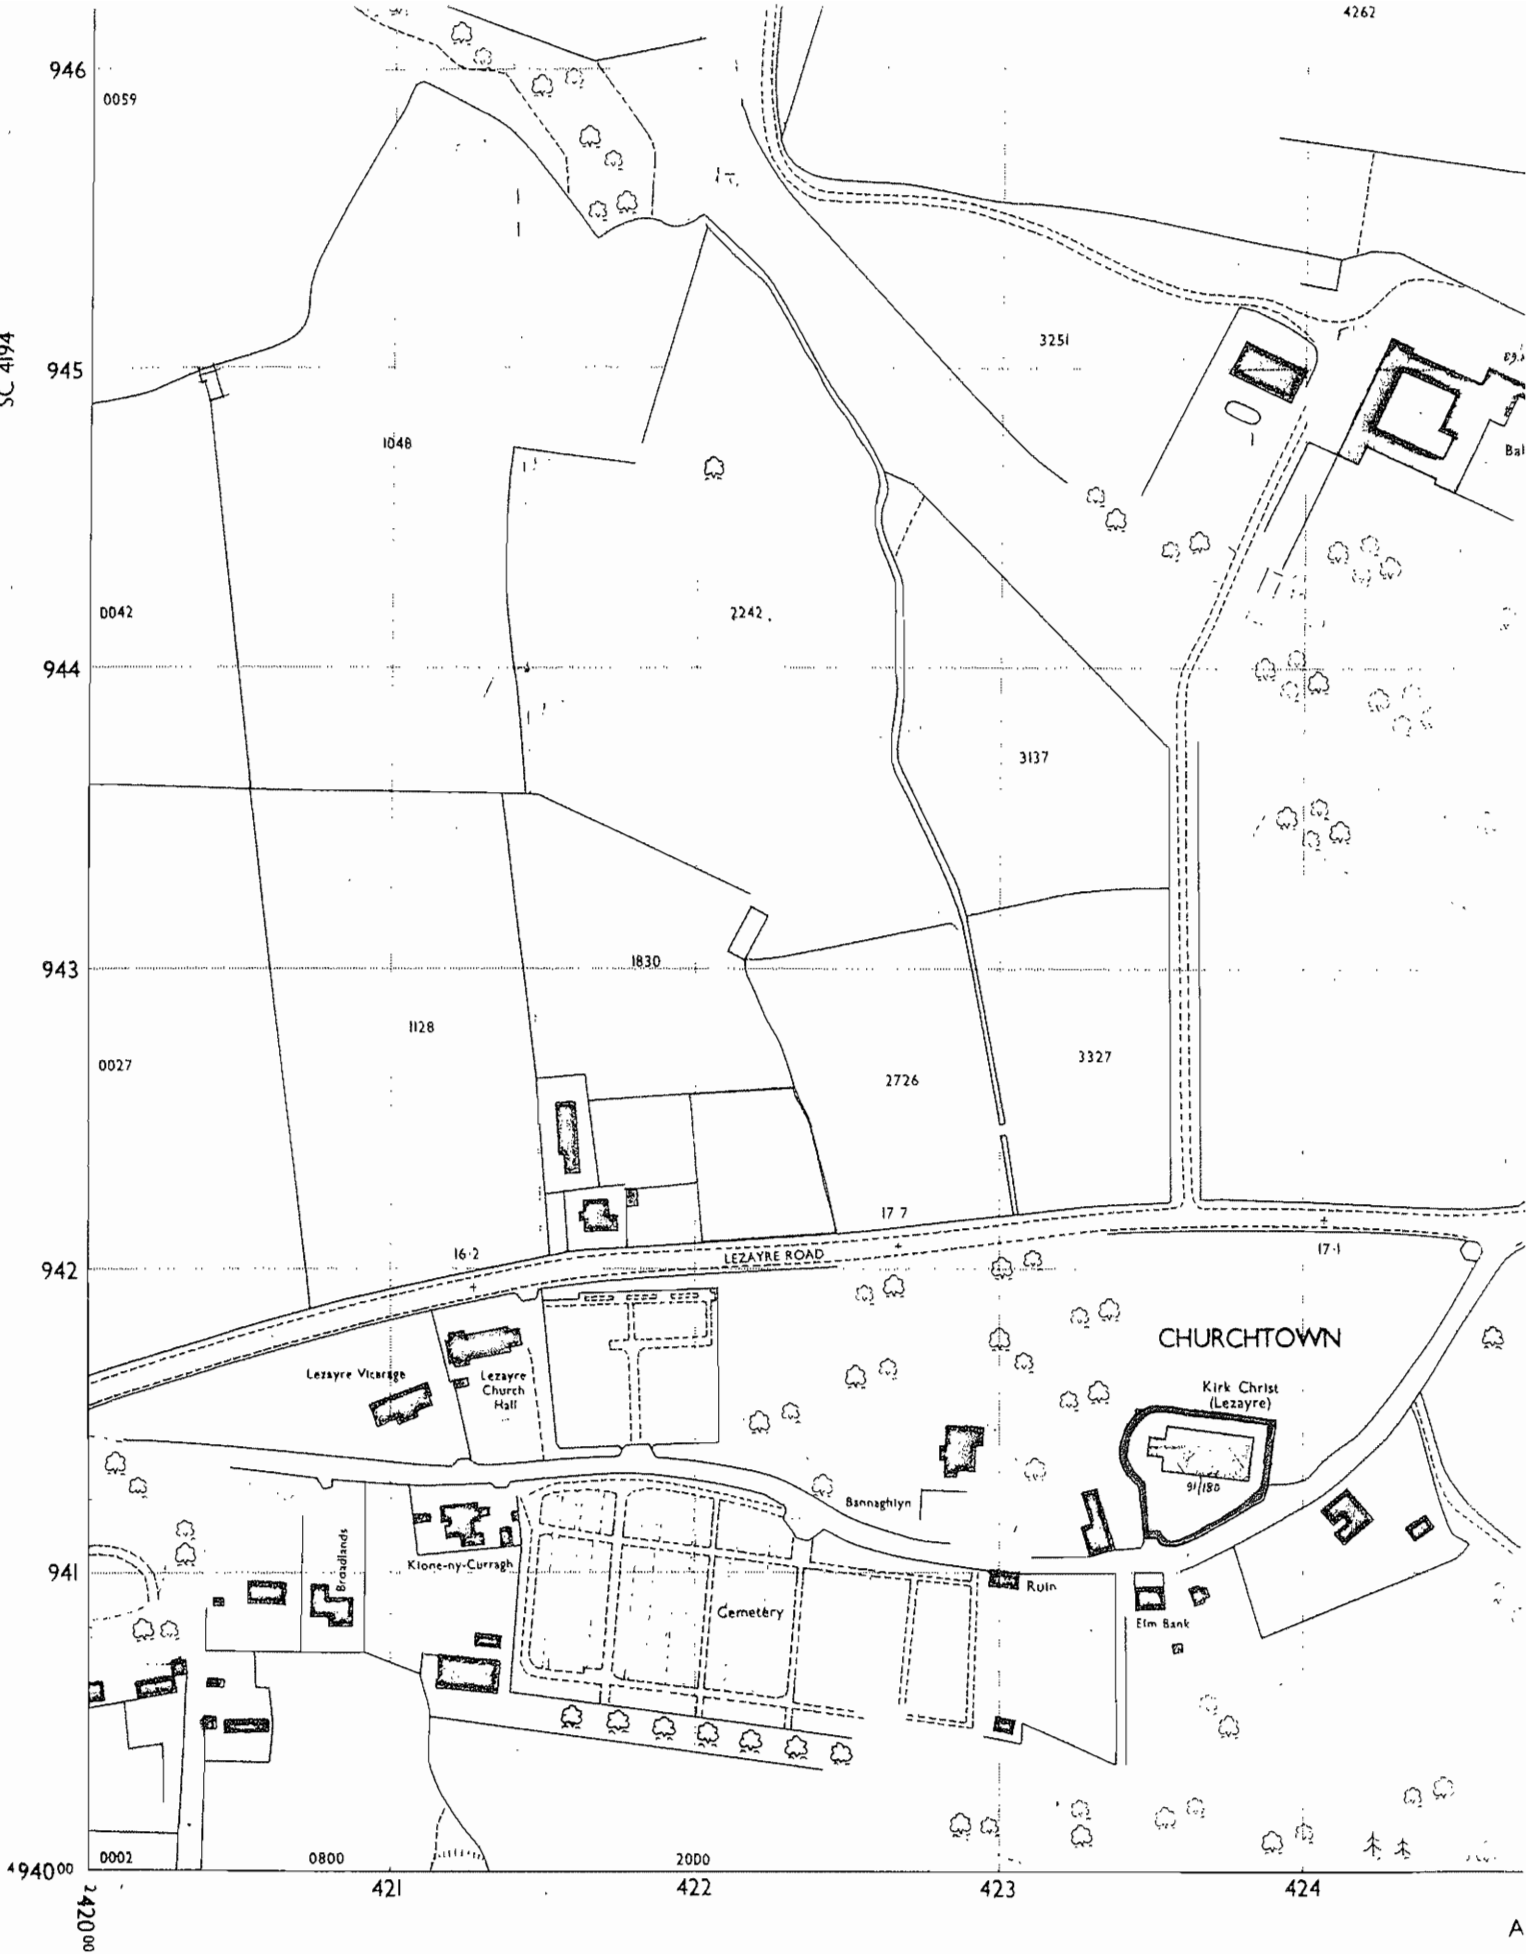 4262
946
0059
SC 4194
3251
945
1048
Bal
0042
2242
944
3137
943
1830
1128
3327
0027
2726
17 7
16·2
LEZAYRE ROAD
17·1
942
CHURCHTOWN
Lezayre Vicarage
Lezayre
Church
Hall
Kirk Christ
(Lezayre)
91/180
Bannaghlyn
Broadlands
Klone-ny-Curragh
941
Ruin
Cemetery
Elm Bank
4940⁰⁰
0002
0800
2000
421
422
423
424
2420⁰⁰
A